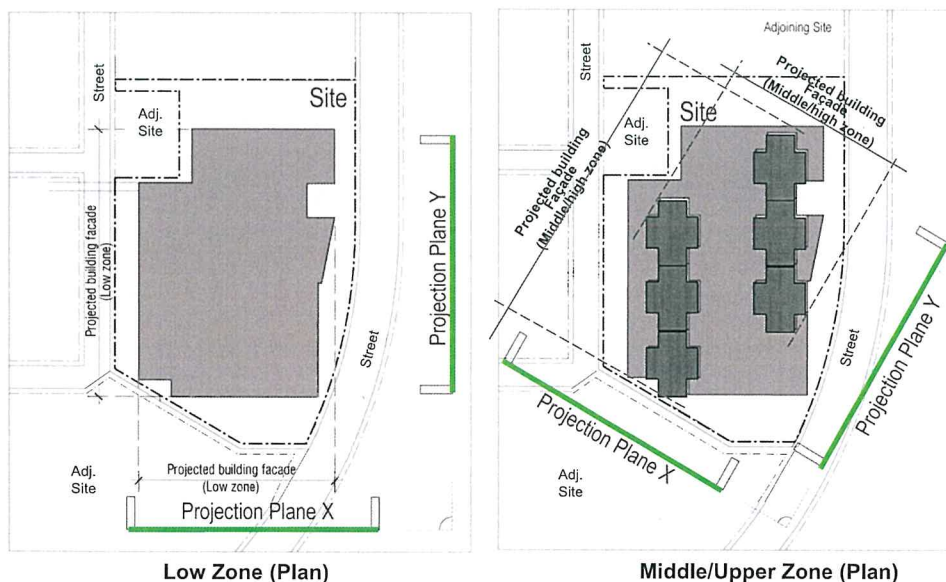 Street
Adj.
Site
Site
Projected building facade
(Low zone)
Projection Plane Y
Street
Projected building facade
(Low zone)
Adj.
Site
Projection Plane X
Low Zone (Plan)
Adjoining Site
Street
Projected building
Façade
(Middle/high zone)
Site
Adj.
Site
Projected building
Façade
(Middle/high zone)
Projection Plane Y
Street
Projection Plane X
Adj.
Site
Middle/Upper Zone (Plan)